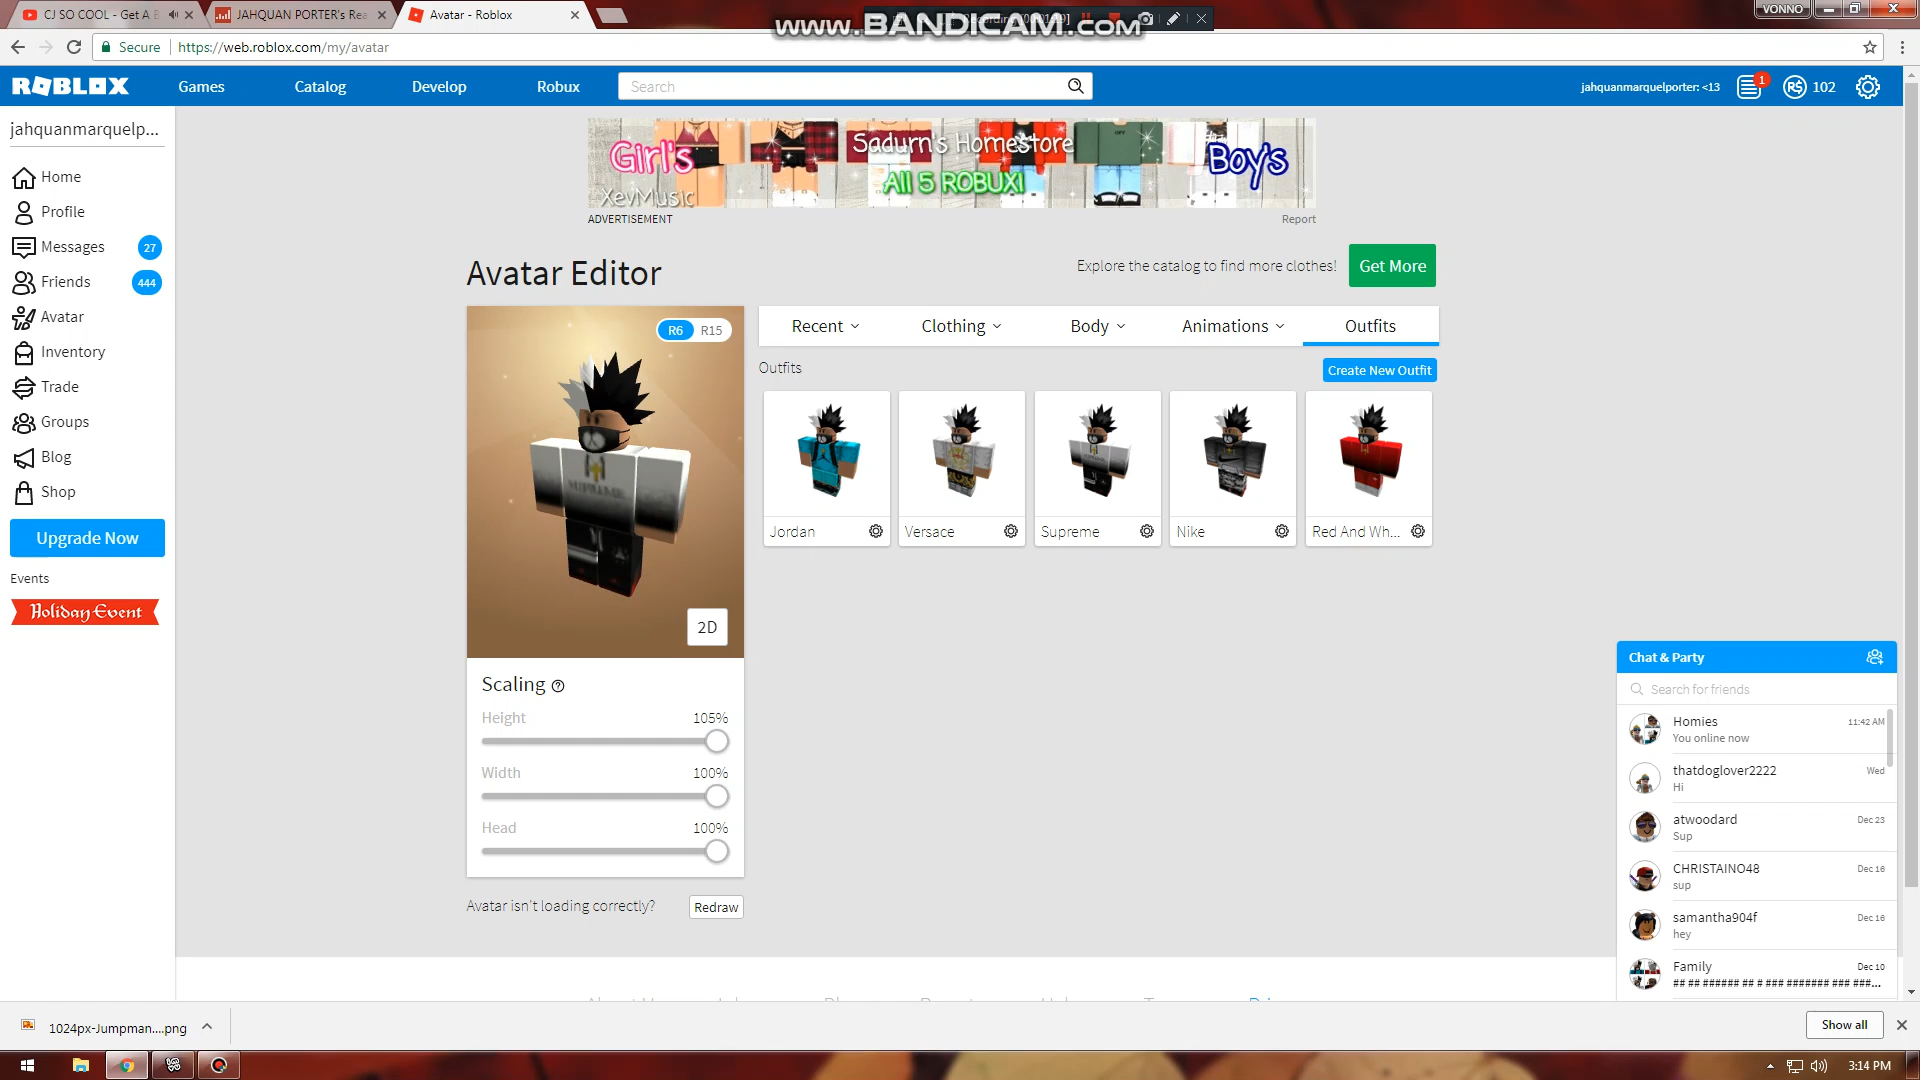 CJ SO COOL - Get A B
JAHQUAN PORTER's Rea
Avatar - Roblox
www.BANDICAM.com
VONNO
Secure
https://web.roblox.com/my/avatar
ROBLOX
Games
Catalog
Develop
Robux
Search
jahquanmarquelporter: <13
1
R$
102
jahquanmarquelp...
Home
Profile
Messages
27
Friends
444
Avatar
Inventory
Trade
Groups
Blog
Shop
Upgrade Now
Events
Holiday Event
Girl's
Sadurn's Homestore
Boy's
All 5 ROBUX!
XevMusic
ADVERTISEMENT
Report
Avatar Editor
Explore the catalog to find more clothes!
Get More
R6
R15
Recent
Clothing
Body
Animations
Outfits
Outfits
Create New Outfit
SUPREME
Jordan
Versace
Supreme
Nike
Red And Wh...
2D
Scaling
Height
105%
Width
100%
Head
100%
Avatar isn't loading correctly?
Redraw
Chat & Party
Search for friends
Homies
11:42 AM
You online now
thatdoglover2222
Wed
Hi
atwoodard
Dec 23
Sup
CHRISTAINO48
Dec 16
sup
samantha904f
Dec 16
hey
Family
Dec 10
## ## ###### ## # ### ####### ### ###...
1024px-Jumpman....png
Show all
3:14 PM